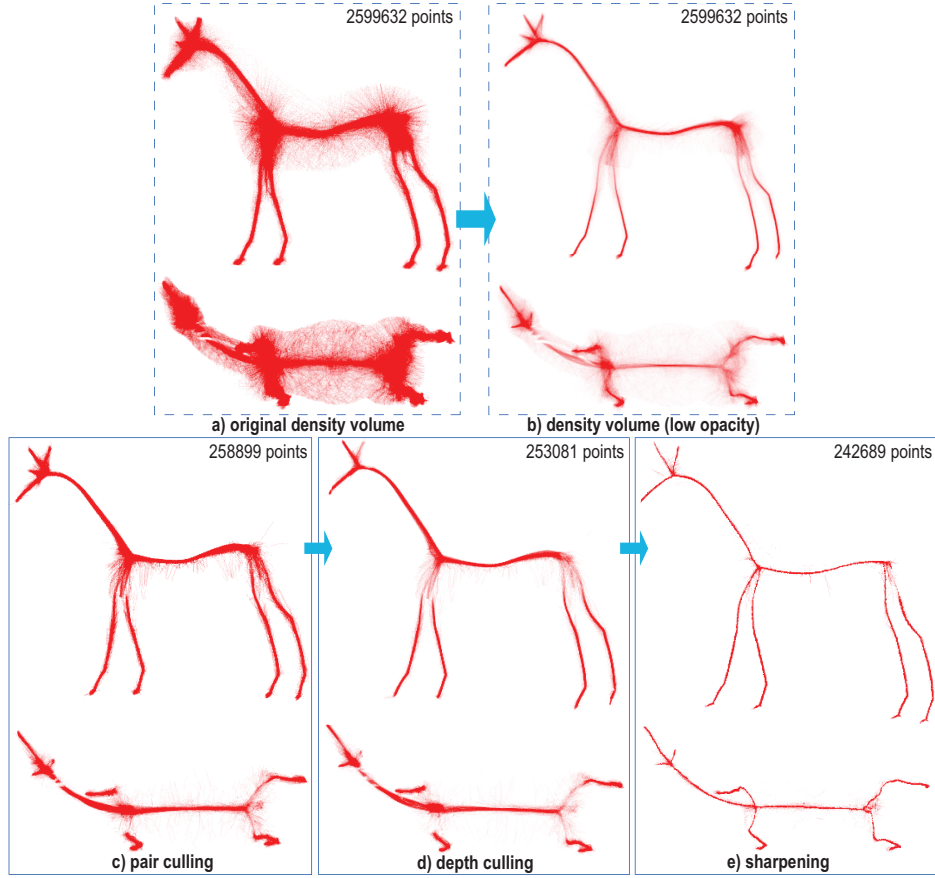 2599632 points
2599632 points
a) original density volume
b) density volume (low opacity)
258899 points
253081 points
242689 points
c) pair culling
d) depth culling
e) sharpening